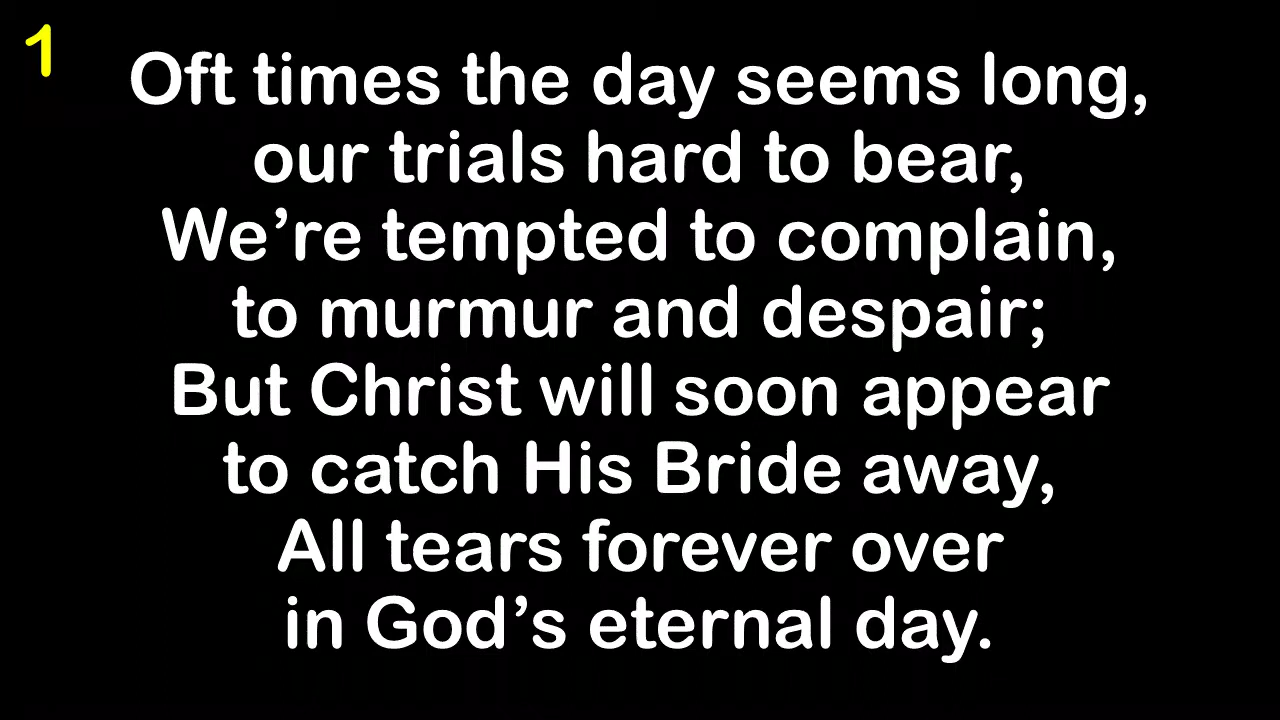 1
Oft times the day seems long,
our trials hard to bear,
We’re tempted to complain,
to murmur and despair;
But Christ will soon appear
to catch His Bride away,
All tears forever over
in God’s eternal day.